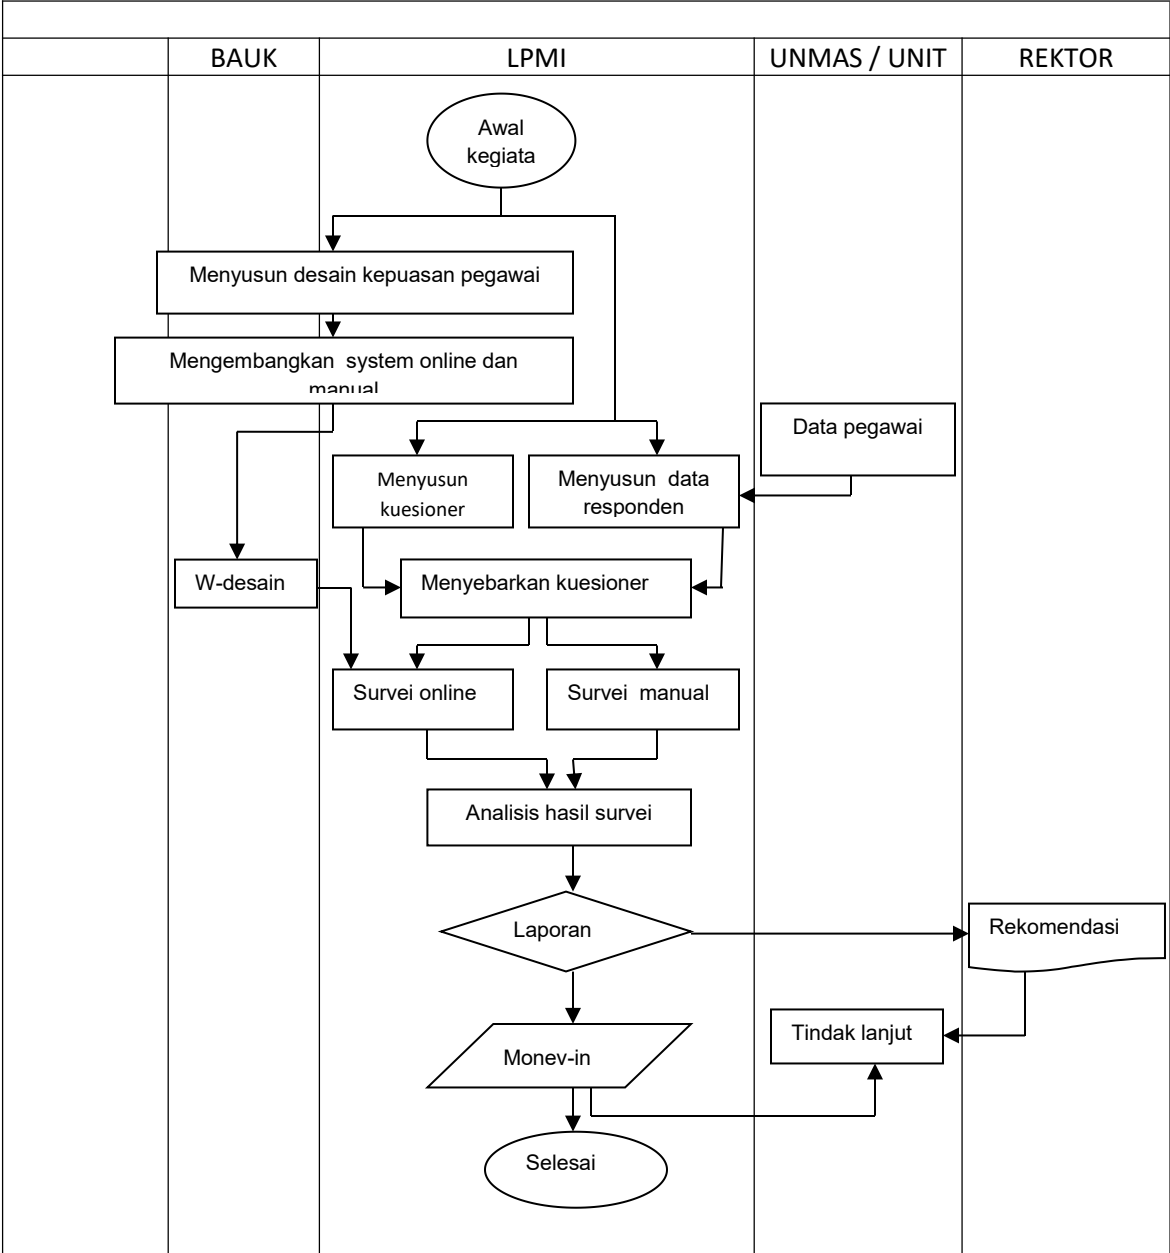 BAUK
LPMI
UNMAS / UNIT
REKTOR
Awal
kegiata
Menyusun desain kepuasan pegawai
Mengembangkan system online dan
manual
Data pegawai
Menyusun
kuesioner
Menyusun data
responden
W-desain
Menyebarkan kuesioner
Survei online
Survei manual
Analisis hasil survei
Laporan
Rekomendasi
Tindak lanjut
Monev-in
Selesai